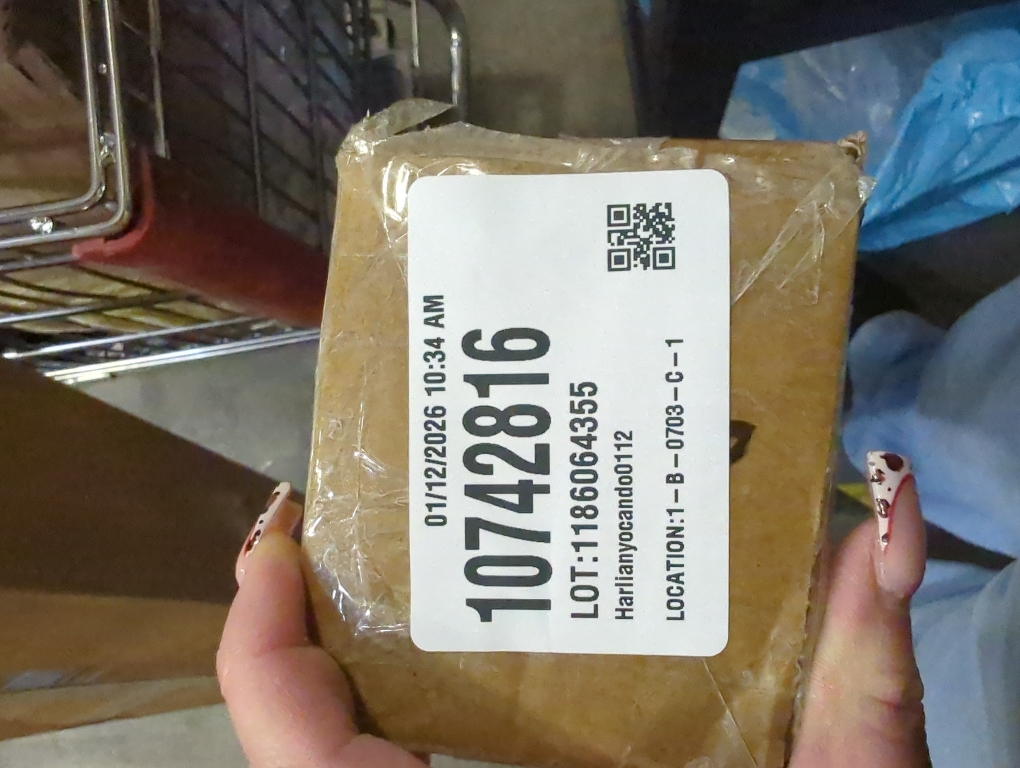 01/12/2026 10:34 AM
10742816
LOT:1186064355
Harlianyocando0112
LOCATION:1-B-0703-C-1